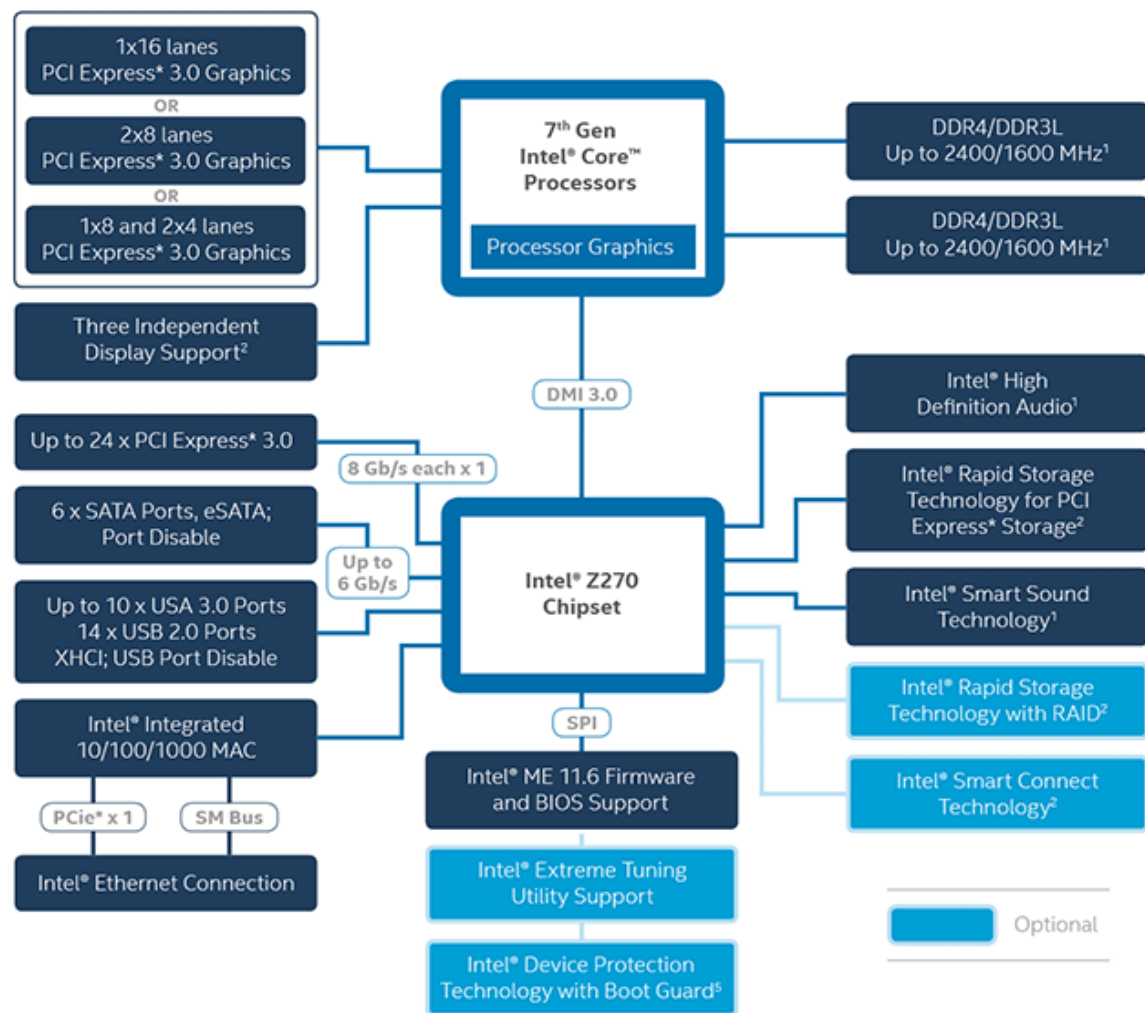 1x16 lanes
PCI Express* 3.0 Graphics
OR
2x8 lanes
PCI Express* 3.0 Graphics
OR
1x8 and 2x4 lanes
PCI Express* 3.0 Graphics
Three Independent
Display Support²
7th Gen
Intel® Core™
Processors
Processor Graphics
DDR4/DDR3L
Up to 2400/1600 MHz¹
DDR4/DDR3L
Up to 2400/1600 MHz¹
DMI 3.0
Up to 24 x PCI Express* 3.0
8 Gb/s each x 1
6 x SATA Ports, eSATA;
Port Disable
Up to
6 Gb/s
Up to 10 x USA 3.0 Ports
14 x USB 2.0 Ports
XHCI; USB Port Disable
Intel® Integrated
10/100/1000 MAC
PCie* x 1
SM Bus
Intel® Ethernet Connection
Intel® Z270
Chipset
SPI
Intel® ME 11.6 Firmware
and BIOS Support
Intel® Extreme Tuning
Utility Support
Intel® Device Protection
Technology with Boot Guard⁵
Intel® High
Definition Audio¹
Intel® Rapid Storage
Technology for PCI
Express* Storage²
Intel® Smart Sound
Technology¹
Intel® Rapid Storage
Technology with RAID²
Intel® Smart Connect
Technology²
Optional